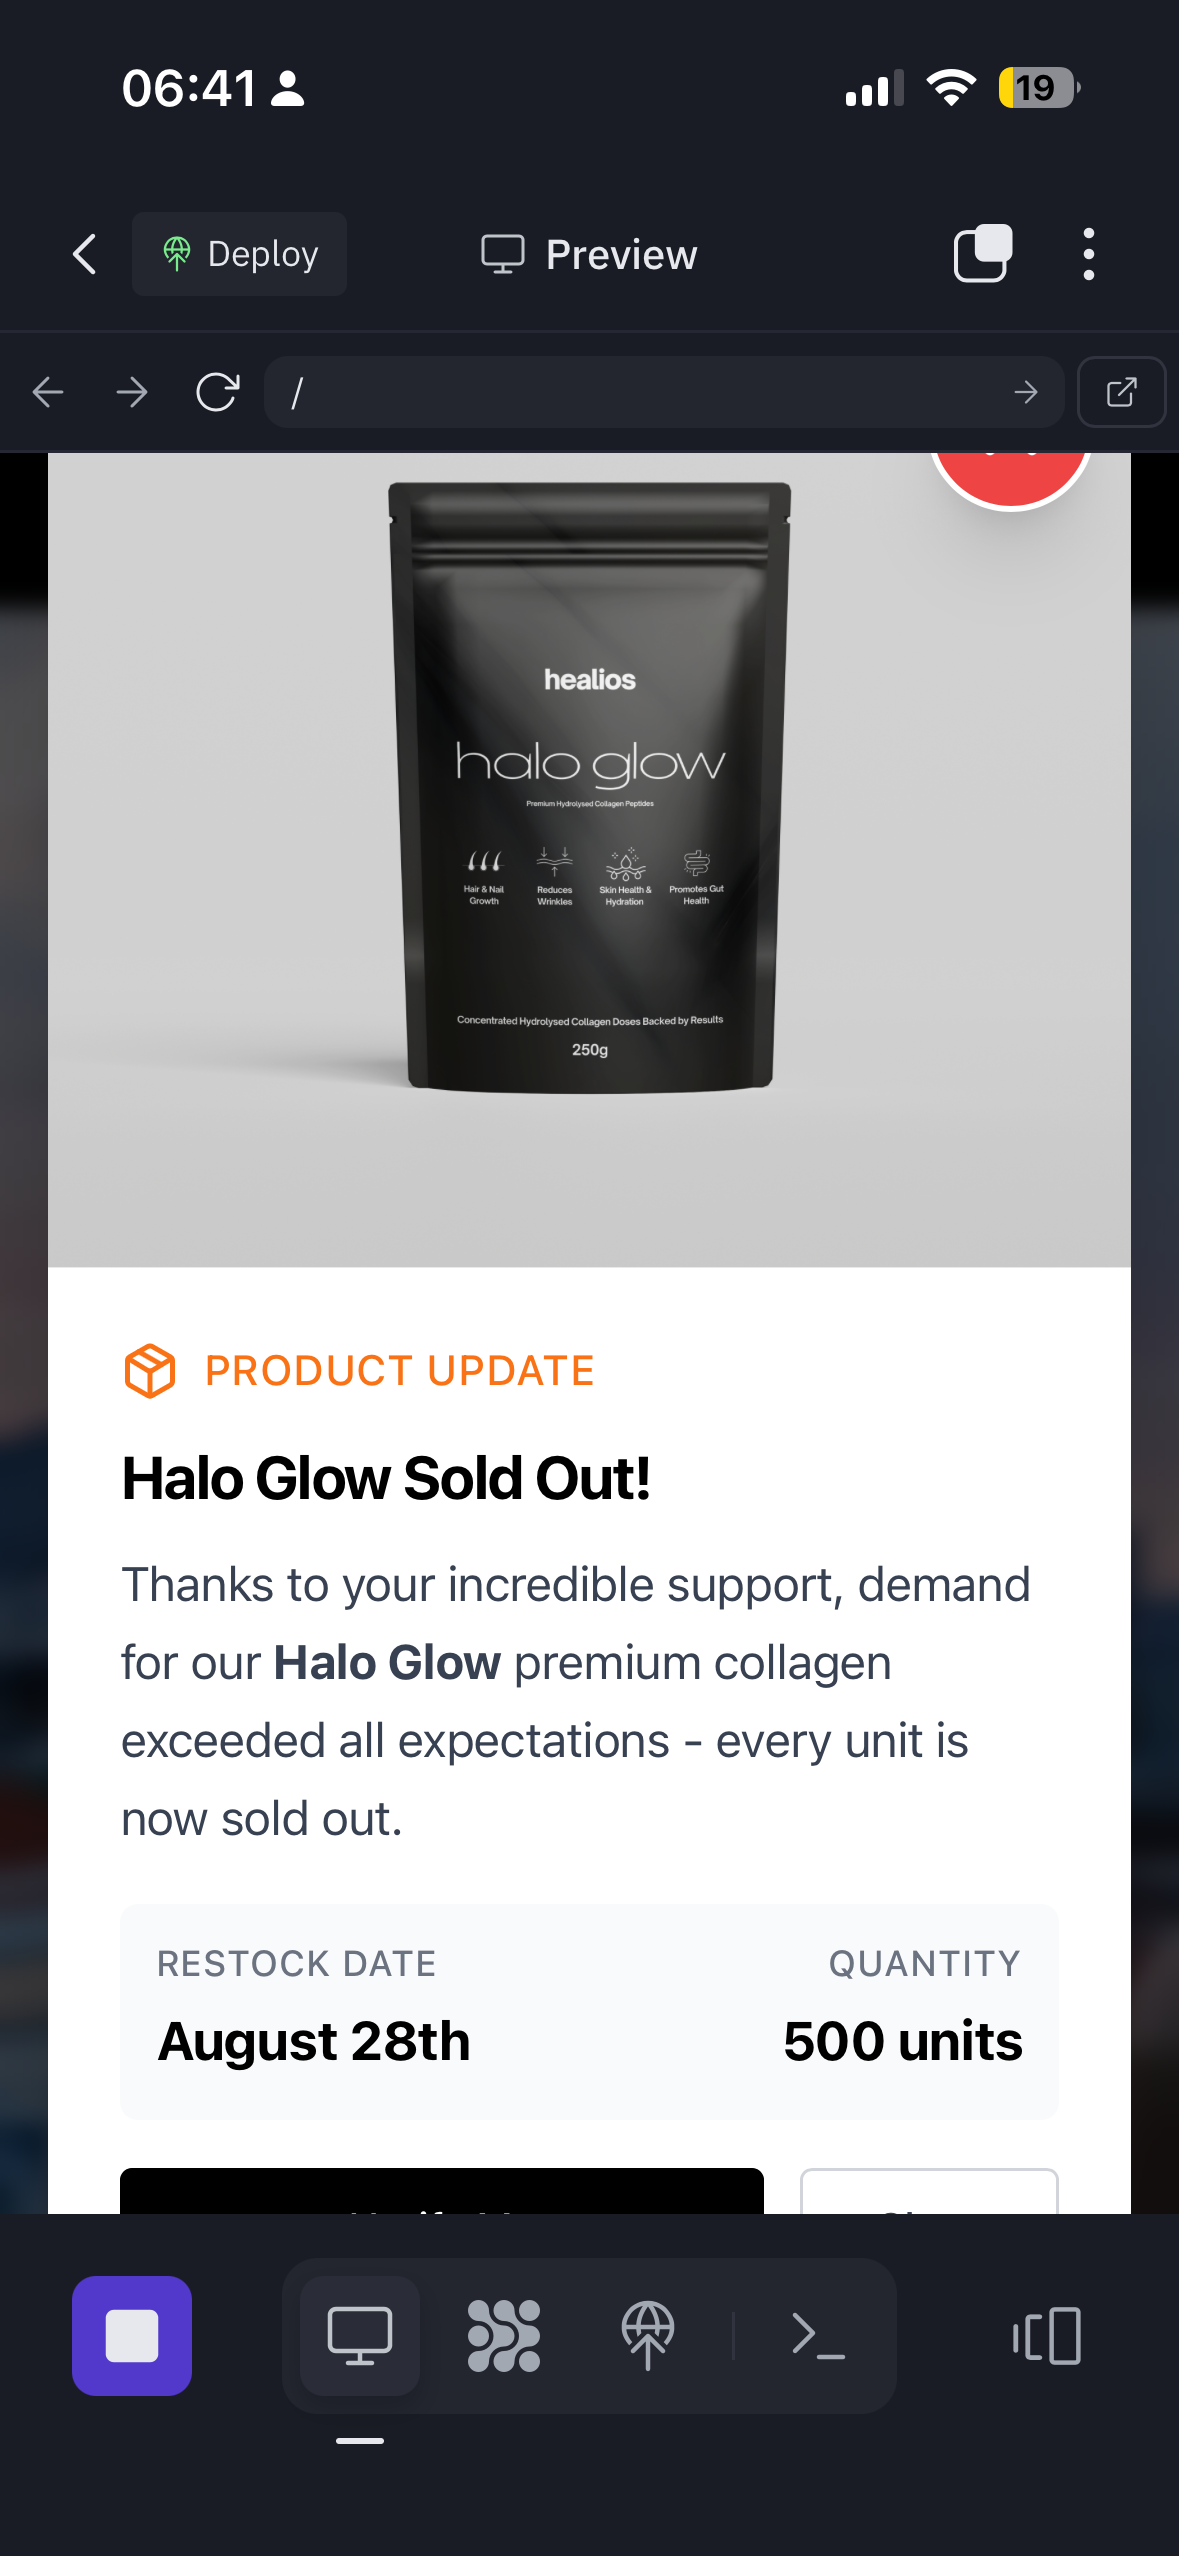 06:41
19
Deploy
Preview
/
healios
halo glow
Premium Hydrolysed Collagen Peptides
Hair & Nail Growth
Reduces Wrinkles
Skin Health & Hydration
Promotes Gut Health
Concentrated Hydrolysed Collagen Doses Backed by Results
250g
PRODUCT UPDATE
Halo Glow Sold Out!
Thanks to your incredible support, demand
for our Halo Glow premium collagen
exceeded all expectations - every unit is
now sold out.
RESTOCK DATE
QUANTITY
August 28th
500 units